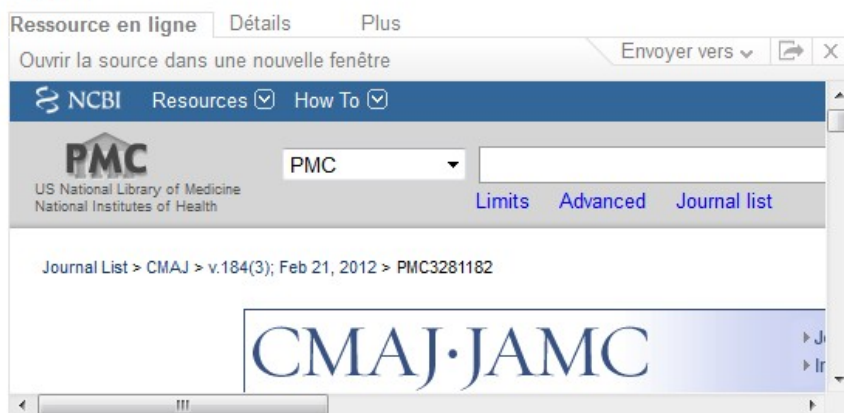 Ressource en ligne Détails Plus
Ouvrir la source dans une nouvelle fenêtre Envoyer vers
NCBI Resources How To
PMC PMC
US National Library of Medicine
National Institutes of Health
Limits Advanced Journal list
Journal List > CMAJ > v.184(3); Feb 21, 2012 > PMC3281182
CMAJ·JAMC